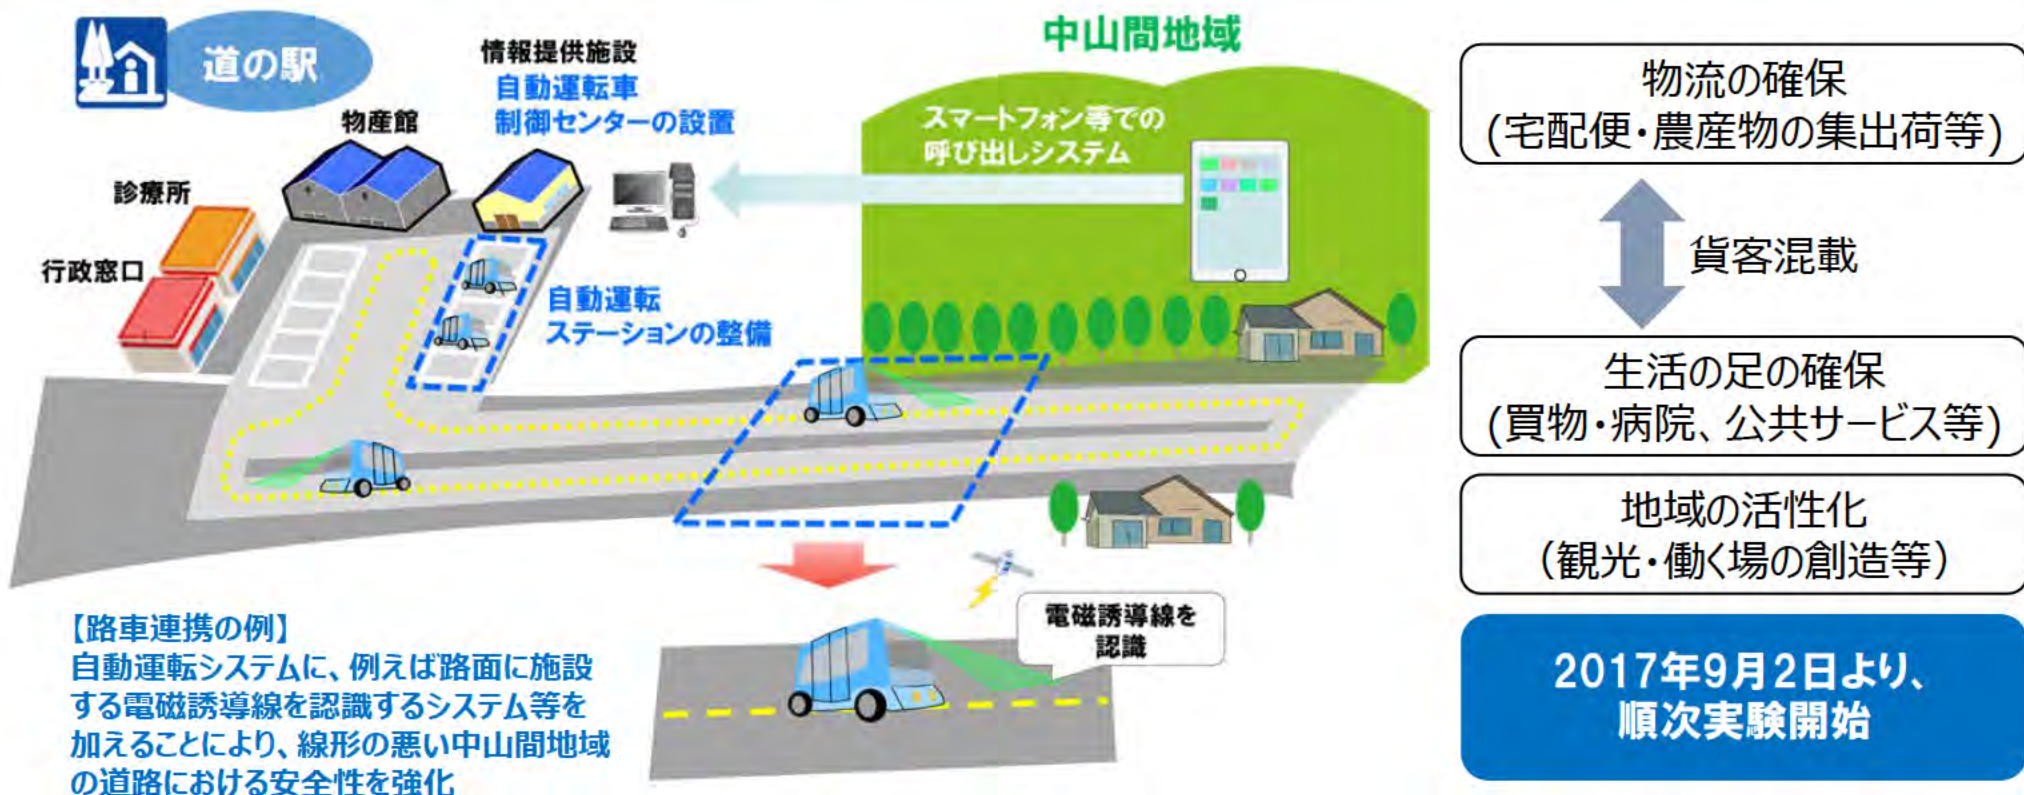 道の駅
情報提供施設
自動運転車
制御センターの設置
物産館
診療所
行政窓口
自動運転
ステーションの整備
中山間地域
スマートフォン等での
呼び出しシステム
電磁誘導線を
認識
【路車連携の例】
自動運転システムに、例えば路面に施設
する電磁誘導線を認識するシステム等を
加えることにより、線形の悪い中山間地域
の道路における安全性を強化
物流の確保
(宅配便・農産物の集出荷等)
貨客混載
生活の足の確保
(買物・病院、公共サービス等)
地域の活性化
（観光・働く場の創造等）
2017年9月2日より、
順次実験開始